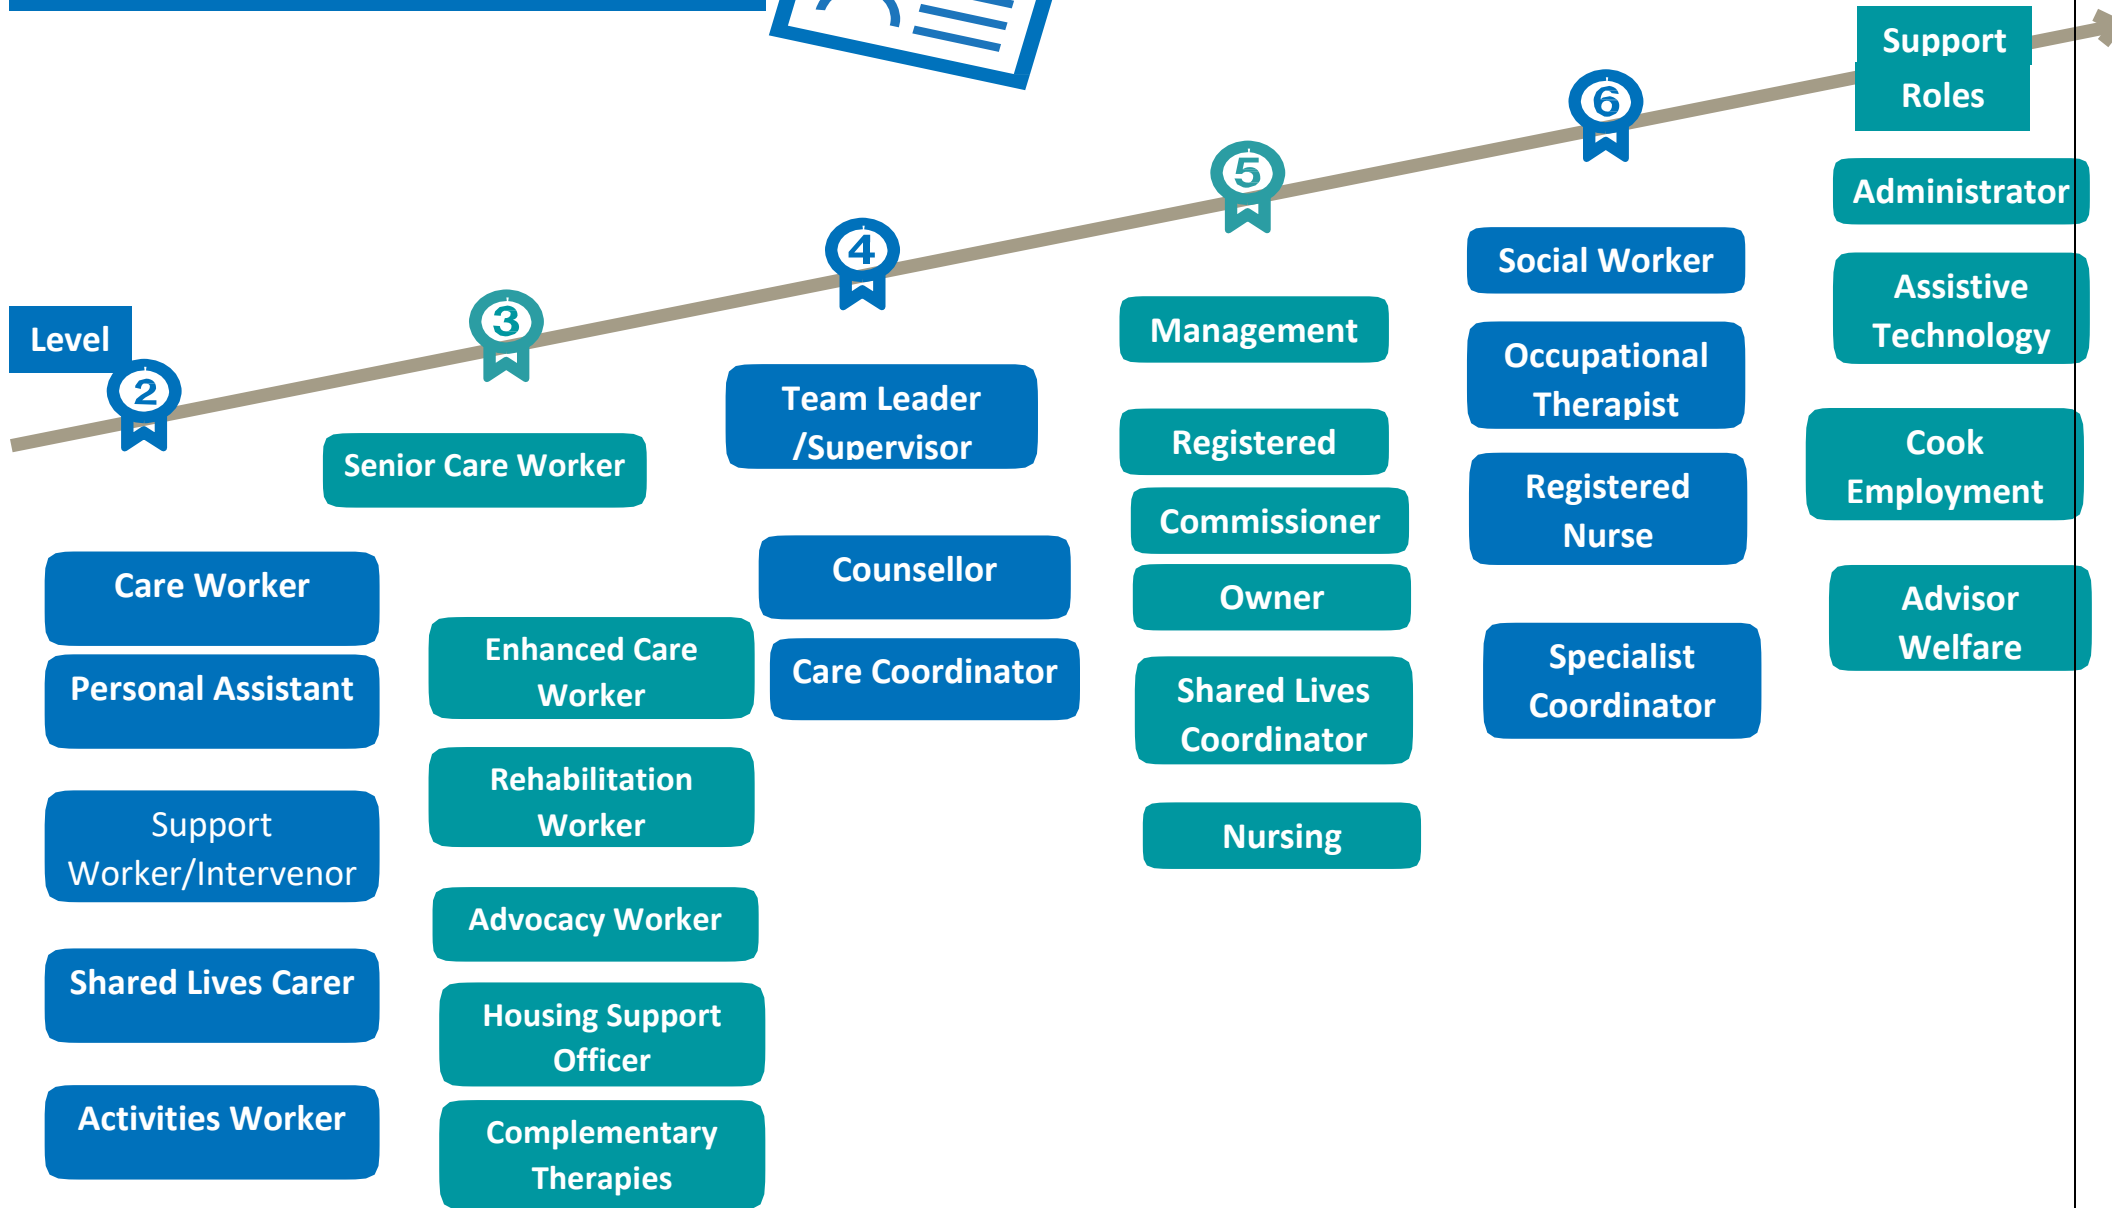 Level
2
Care Worker
Personal Assistant
Support
Worker/Intervenor
Shared Lives Carer
Activities Worker
3
Senior Care Worker
Enhanced Care
Worker
Rehabilitation
Worker
Advocacy Worker
Housing Support
Officer
Complementary
Therapies
4
Team Leader
/Supervisor
Counsellor
Care Coordinator
5
Management
Registered
Commissioner
Owner
Shared Lives
Coordinator
Nursing
6
Social Worker
Occupational
Therapist
Registered
Nurse
Specialist
Coordinator
Support
Roles
Administrator
Assistive
Technology
Cook
Employment
Advisor
Welfare